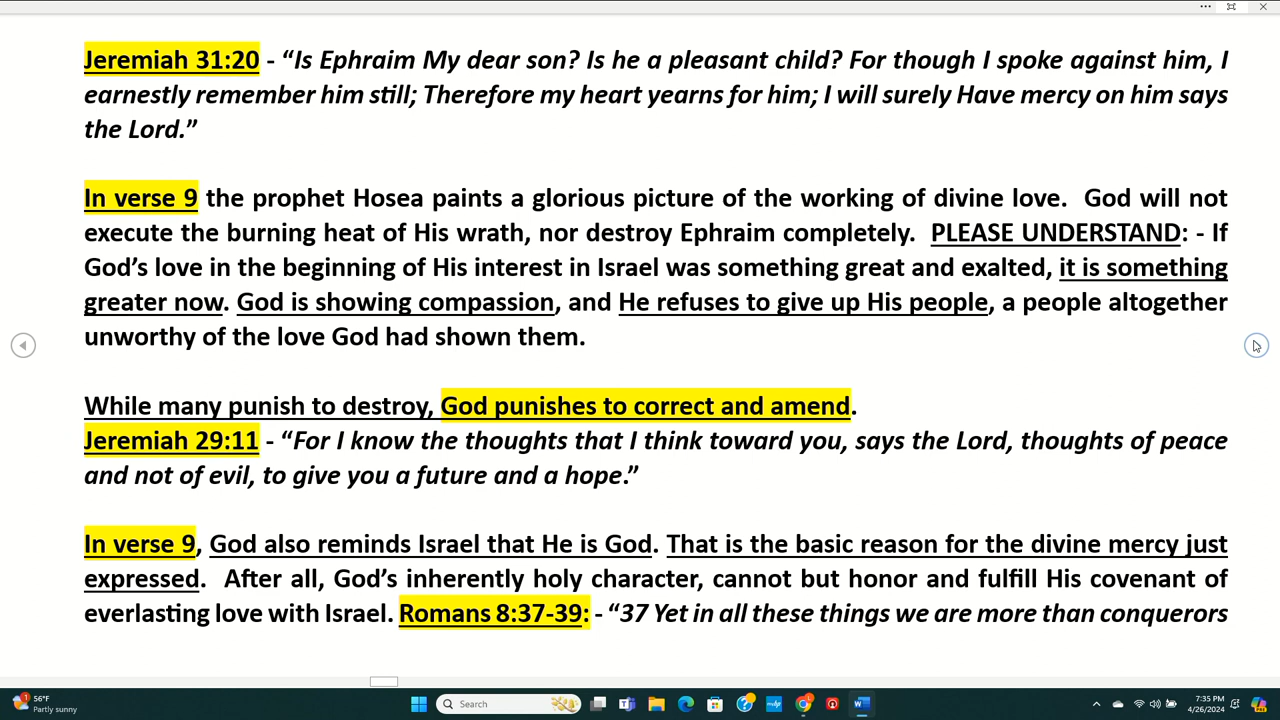 Jeremiah 31:20 - “Is Ephraim My dear son? Is he a pleasant child? For though I spoke against him, I
earnestly remember him still; Therefore my heart yearns for him; I will surely Have mercy on him says
the Lord.”
In verse 9 the prophet Hosea paints a glorious picture of the working of divine love. God will not
execute the burning heat of His wrath, nor destroy Ephraim completely. PLEASE UNDERSTAND: - If
God’s love in the beginning of His interest in Israel was something great and exalted, it is something
greater now. God is showing compassion, and He refuses to give up His people, a people altogether
unworthy of the love God had shown them.
While many punish to destroy, God punishes to correct and amend.
Jeremiah 29:11 - “For I know the thoughts that I think toward you, says the Lord, thoughts of peace
and not of evil, to give you a future and a hope.”
In verse 9, God also reminds Israel that He is God. That is the basic reason for the divine mercy just
expressed. After all, God’s inherently holy character, cannot but honor and fulfill His covenant of
everlasting love with Israel. Romans 8:37-39: - “37 Yet in all these things we are more than conquerors
1
56°F
Partly sunny
Search
7:35 PM
4/26/2024